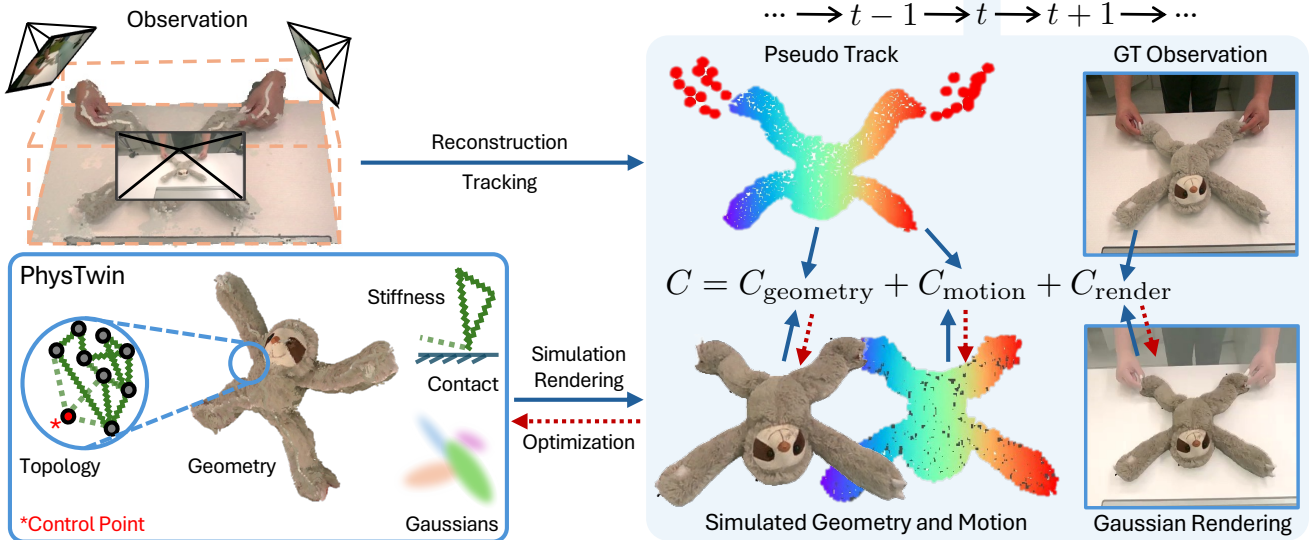 Observation
··· → t − 1 → t → t + 1 → ···
Pseudo Track
GT Observation
Reconstruction
Tracking
C = C_geometry + C_motion + C_render
PhysTwin
Stiffness
Contact
Simulation
Rendering
Optimization
*
Topology
Geometry
*Control Point
Gaussians
Simulated Geometry and Motion
Gaussian Rendering